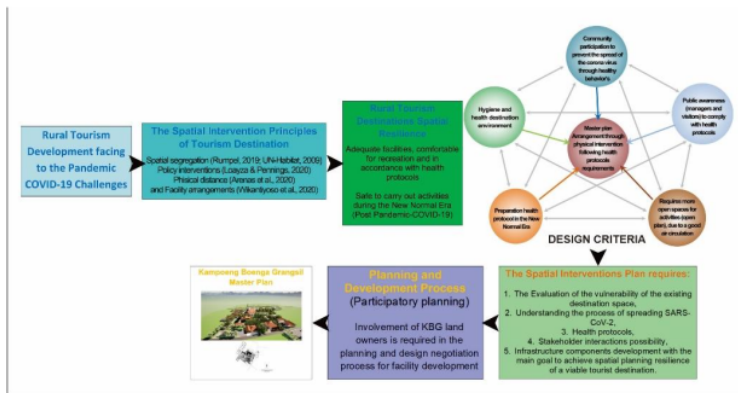 Rural Tourism
Development facing
to the Pandemic
COVID-19 Challenges
The Spatial Intervention Principles
of Tourism Destination
Spatial segregation (Rumpel, 2019; UN-Habitat, 2009)
Policy interventions (Loayza & Pennings, 2020)
Phisical distance (Arenas et al., 2020)
and Facility arrangements (Wikantiyoso et al., 2020)
Rural Tourism
Destinations Spatial
Resilience
Adequate facilities, comfortable
for recreation and in
accordance with health
protocols
Safe to carry out activities
during the New Normal Era
(Post Pandemic-COVID-19)
Community
participation to
prevent the spread of
the corona virus
through healthy
behavior's
Hygiene and
health destination
environment
Public awareness
(managers and
visitors) to comply
with health
protocols
Master plan
Arrangement through
physical intervention
following health
protocols
requirements
Preparation health
protocol in the New
Normal Era.
Requires more
open spaces for
activities (open
plan), due to a good
air circulation
DESIGN CRITERIA
The Spatial Interventions Plan requires:
1. The Evaluation of the vulnerability of the existing
destination space,
2. Understanding the process of spreading SARS-
CoV-2,
3. Health protocols,
4. Stakeholder interactions possibility,
5. Infrastructure components development with the
main goal to achieve spatial planning resilience
of a viable tourist destination.
Planning and
Development Process
(Participatory planning)
Involvement of KBG land
owners is required in the
planning and design negotiation
process for facility development
Kampoeng Boenga Grangsil
Master Plan